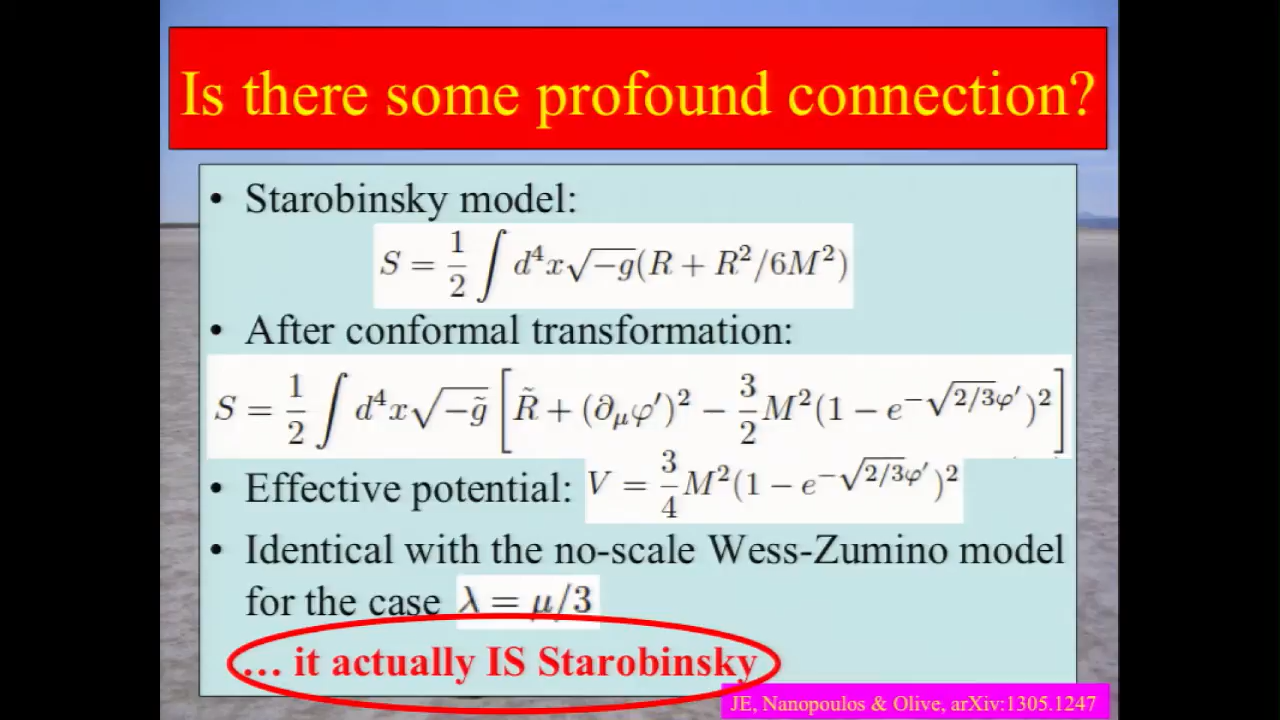 Is there some profound connection?
• Starobinsky model:
S = \frac{1}{2} \int d^4x \sqrt{-g} (R + R^2/6M^2)
• After conformal transformation:
S = \frac{1}{2} \int d^4x \sqrt{-\tilde{g}} \left[ \tilde{R} + (\partial_\mu \varphi')^2 - \frac{3}{2} M^2 (1 - e^{-\sqrt{2/3}\varphi'})^2 \right]
• Effective potential: V = \frac{3}{4} M^2 (1 - e^{-\sqrt{2/3}\varphi'})^2
• Identical with the no-scale Wess-Zumino model
for the case λ = μ/3
… it actually IS Starobinsky
JE, Nanopoulos & Olive, arXiv:1305.1247